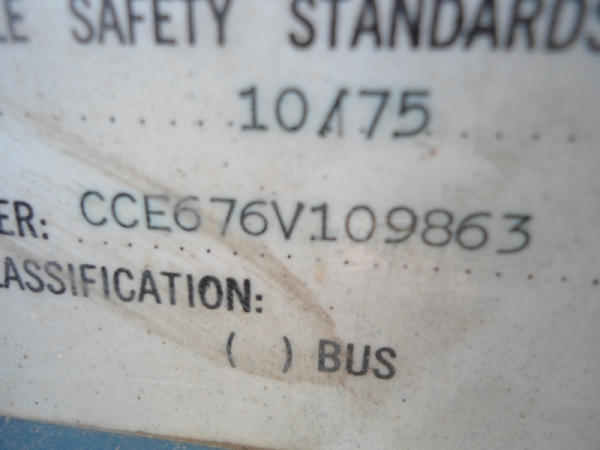 LE SAFETY STANDARDS
10/75
ER: CCE676V109863
LASSIFICATION:
( ) BUS